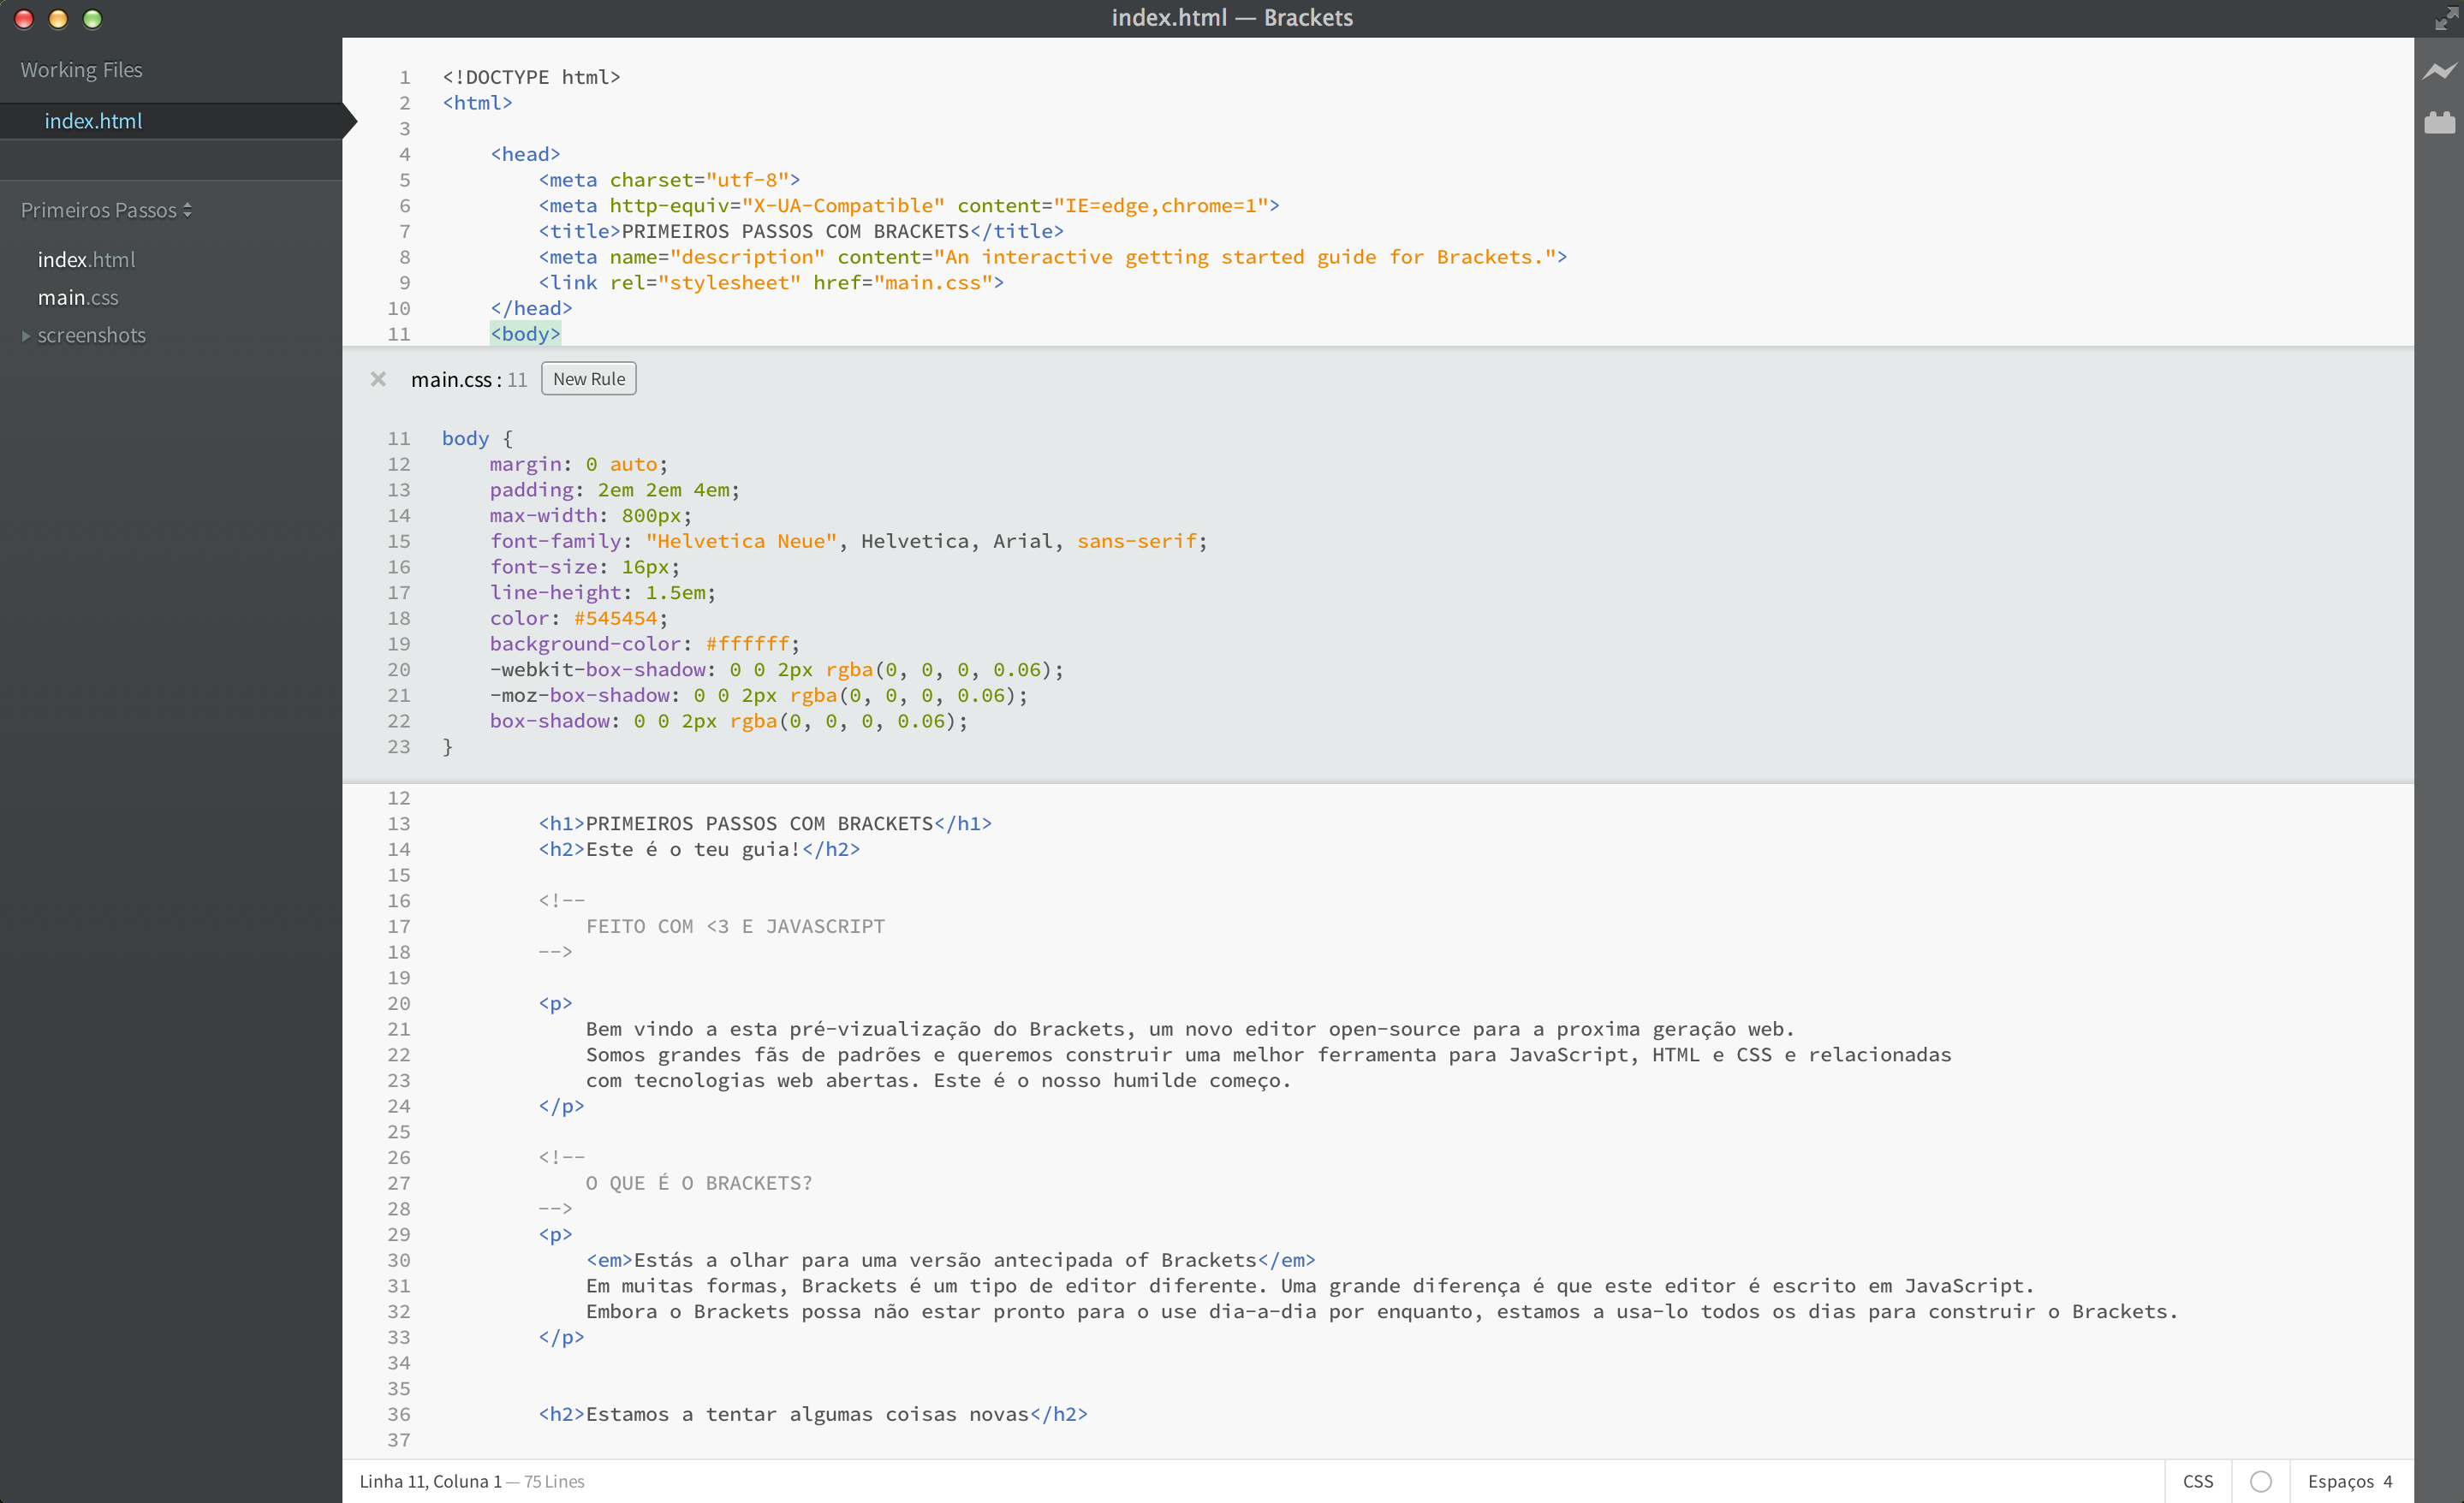 index.html — Brackets
Working Files
index.html
Primeiros Passos
index.html
main.css
screenshots
1 <!DOCTYPE html>
2 <html>
3
4 <head>
5 <meta charset="utf-8">
6 <meta http-equiv="X-UA-Compatible" content="IE=edge,chrome=1">
7 <title>PRIMEIROS PASSOS COM BRACKETS</title>
8 <meta name="description" content="An interactive getting started guide for Brackets.">
9 <link rel="stylesheet" href="main.css">
10 </head>
11 <body>
× main.css : 11 New Rule
11 body {
12 margin: 0 auto;
13 padding: 2em 2em 4em;
14 max-width: 800px;
15 font-family: "Helvetica Neue", Helvetica, Arial, sans-serif;
16 font-size: 16px;
17 line-height: 1.5em;
18 color: #545454;
19 background-color: #ffffff;
20 -webkit-box-shadow: 0 0 2px rgba(0, 0, 0, 0.06);
21 -moz-box-shadow: 0 0 2px rgba(0, 0, 0, 0.06);
22 box-shadow: 0 0 2px rgba(0, 0, 0, 0.06);
23 }
12
13 <h1>PRIMEIROS PASSOS COM BRACKETS</h1>
14 <h2>Este é o teu guia!</h2>
15
16 <!--
17 FEITO COM <3 E JAVASCRIPT
18 -->
19
20 <p>
21 Bem vindo a esta pré-vizualização do Brackets, um novo editor open-source para a proxima geração web.
22 Somos grandes fãs de padrões e queremos construir uma melhor ferramenta para JavaScript, HTML e CSS e relacionadas
23 com tecnologias web abertas. Este é o nosso humilde começo.
24 </p>
25
26 <!--
27 O QUE É O BRACKETS?
28 -->
29 <p>
30 <em>Estás a olhar para uma versão antecipada of Brackets</em>
31 Em muitas formas, Brackets é um tipo de editor diferente. Uma grande diferença é que este editor é escrito em JavaScript.
32 Embora o Brackets possa não estar pronto para o use dia-a-dia por enquanto, estamos a usa-lo todos os dias para construir o Brackets.
33 </p>
34
35
36 <h2>Estamos a tentar algumas coisas novas</h2>
37
Linha 11, Coluna 1 — 75 Lines
CSS
Espaços 4